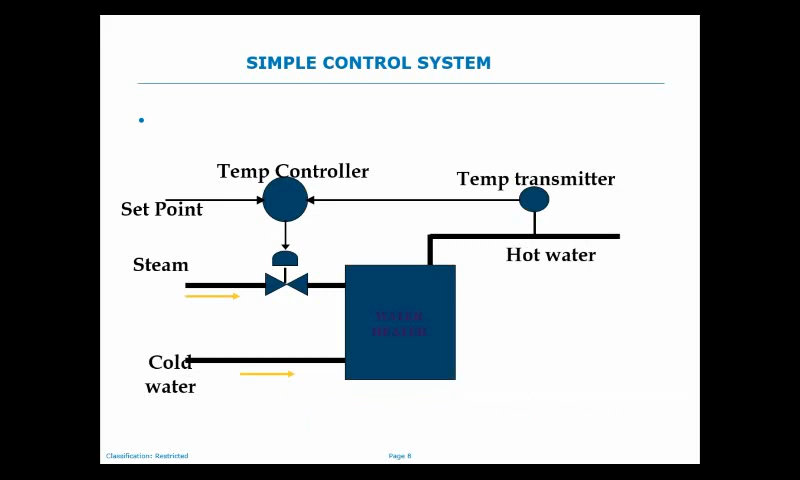 SIMPLE CONTROL SYSTEM
Temp Controller
Temp transmitter
Set Point
Hot water
Steam
WATER
HEATER
Cold
water
Classification: Restricted
Page 8